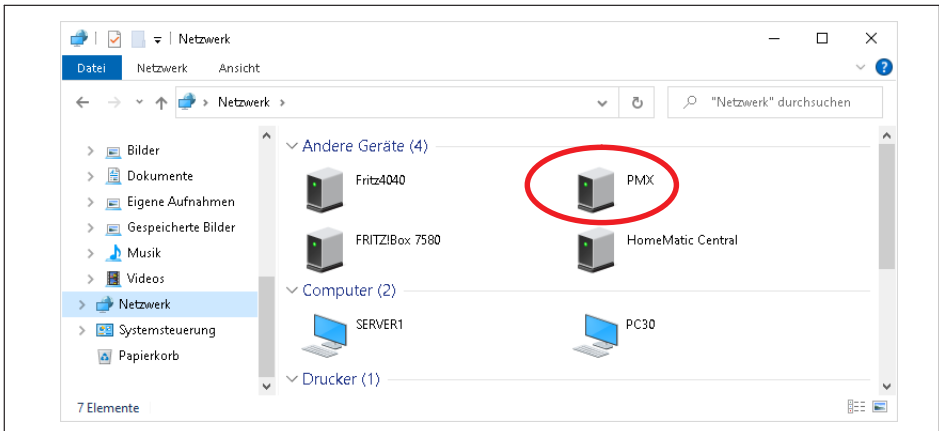 Netzwerk
Datei Netzwerk Ansicht
Netzwerk "Netzwerk" durchsuchen
Bilder
Dokumente
Eigene Aufnahmen
Gespeicherte Bilder
Musik
Videos
Netzwerk
Systemsteuerung
Papierkorb
Andere Geräte (4)
Fritz4040 PMX
FRITZ!Box 7580 HomeMatic Central
Computer (2)
SERVER1 PC30
Drucker (1)
7 Elemente